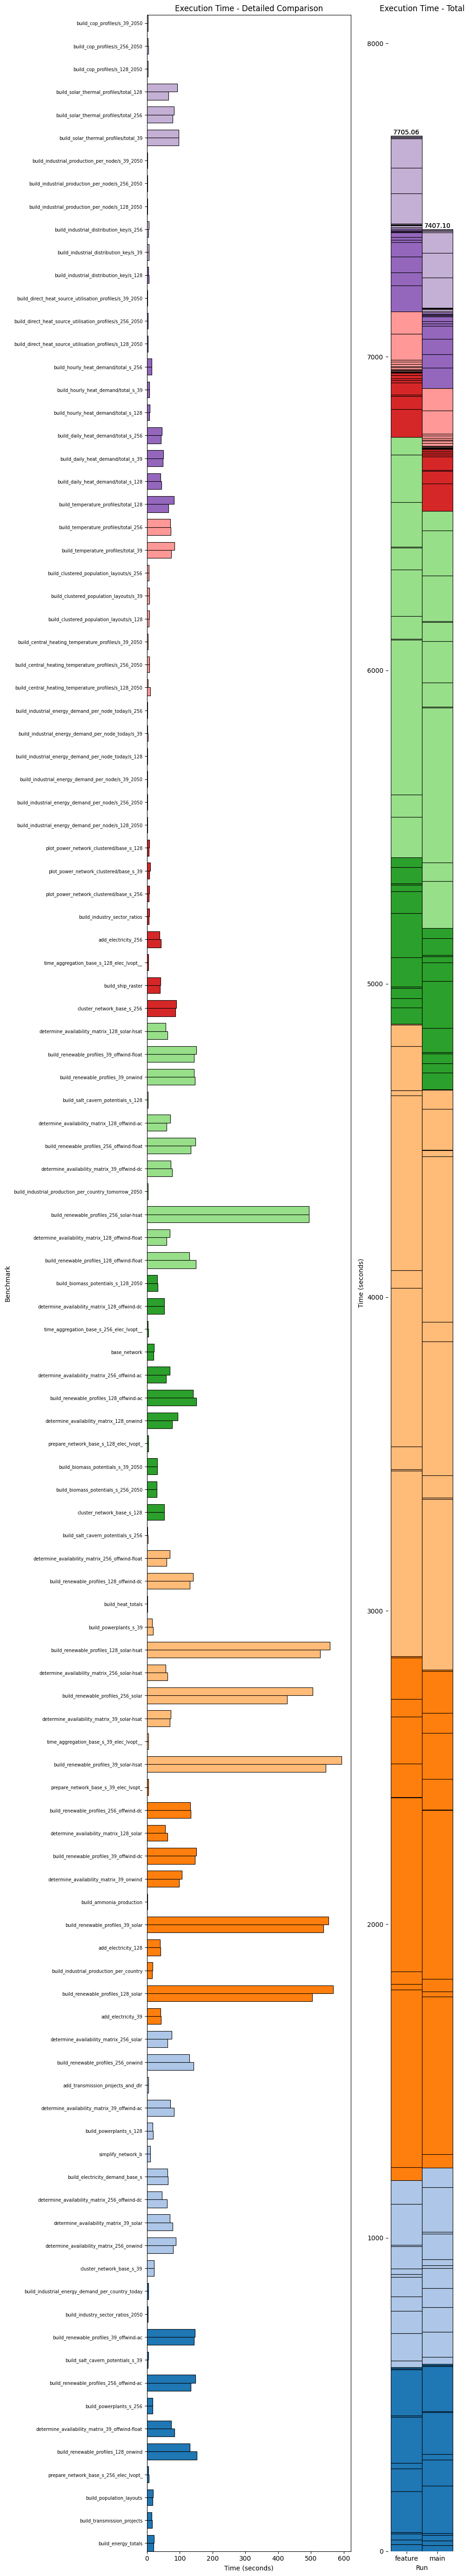 Execution Time - Detailed Comparison
Execution Time - Total
build_cop_profiles/s_39_2050
build_cop_profiles/s_256_2050
build_cop_profiles/s_128_2050
build_solar_thermal_profiles/total_128
build_solar_thermal_profiles/total_256
build_solar_thermal_profiles/total_39
build_industrial_production_per_node/s_39_2050
build_industrial_production_per_node/s_256_2050
build_industrial_production_per_node/s_128_2050
build_industrial_distribution_key/s_256
build_industrial_distribution_key/s_39
build_industrial_distribution_key/s_128
build_direct_heat_source_utilisation_profiles/s_39_2050
build_direct_heat_source_utilisation_profiles/s_256_2050
build_direct_heat_source_utilisation_profiles/s_128_2050
build_hourly_heat_demand/total_s_256
build_hourly_heat_demand/total_s_39
build_hourly_heat_demand/total_s_128
build_daily_heat_demand/total_s_256
build_daily_heat_demand/total_s_39
build_daily_heat_demand/total_s_128
build_temperature_profiles/total_128
build_temperature_profiles/total_256
build_temperature_profiles/total_39
build_clustered_population_layouts/s_256
build_clustered_population_layouts/s_39
build_clustered_population_layouts/s_128
build_central_heating_temperature_profiles/s_39_2050
build_central_heating_temperature_profiles/s_256_2050
build_central_heating_temperature_profiles/s_128_2050
build_industrial_energy_demand_per_node_today/s_256
build_industrial_energy_demand_per_node_today/s_39
build_industrial_energy_demand_per_node_today/s_128
build_industrial_energy_demand_per_node/s_39_2050
build_industrial_energy_demand_per_node/s_256_2050
build_industrial_energy_demand_per_node/s_128_2050
plot_power_network_clustered/base_s_128
plot_power_network_clustered/base_s_39
plot_power_network_clustered/base_s_256
build_industry_sector_ratios
add_electricity_256
time_aggregation_base_s_128_elec_lvopt__
build_ship_raster
cluster_network_base_s_256
determine_availability_matrix_128_solar-hsat
build_renewable_profiles_39_offwind-float
build_renewable_profiles_39_onwind
build_salt_cavern_potentials_s_128
determine_availability_matrix_128_offwind-ac
build_renewable_profiles_256_offwind-float
determine_availability_matrix_39_offwind-dc
build_industrial_production_per_country_tomorrow_2050
build_renewable_profiles_256_solar-hsat
determine_availability_matrix_128_offwind-float
build_renewable_profiles_128_offwind-float
build_biomass_potentials_s_128_2050
determine_availability_matrix_128_offwind-dc
time_aggregation_base_s_256_elec_lvopt__
base_network
determine_availability_matrix_256_offwind-ac
build_renewable_profiles_128_offwind-ac
determine_availability_matrix_128_onwind
prepare_network_base_s_128_elec_lvopt_
build_biomass_potentials_s_39_2050
build_biomass_potentials_s_256_2050
cluster_network_base_s_128
build_salt_cavern_potentials_s_256
determine_availability_matrix_256_offwind-float
build_renewable_profiles_128_offwind-dc
build_heat_totals
build_powerplants_s_39
build_renewable_profiles_128_solar-hsat
determine_availability_matrix_256_solar-hsat
build_renewable_profiles_256_solar
determine_availability_matrix_39_solar-hsat
time_aggregation_base_s_39_elec_lvopt__
build_renewable_profiles_39_solar-hsat
prepare_network_base_s_39_elec_lvopt_
build_renewable_profiles_256_offwind-dc
determine_availability_matrix_128_solar
build_renewable_profiles_39_offwind-dc
determine_availability_matrix_39_onwind
build_ammonia_production
build_renewable_profiles_39_solar
add_electricity_128
build_industrial_production_per_country
build_renewable_profiles_128_solar
add_electricity_39
determine_availability_matrix_256_solar
build_renewable_profiles_256_onwind
add_transmission_projects_and_dlr
determine_availability_matrix_39_offwind-ac
build_powerplants_s_128
simplify_network_b
build_electricity_demand_base_s
determine_availability_matrix_256_offwind-dc
determine_availability_matrix_39_solar
determine_availability_matrix_256_onwind
cluster_network_base_s_39
build_industrial_energy_demand_per_country_today
build_industry_sector_ratios_2050
build_renewable_profiles_39_offwind-ac
build_salt_cavern_potentials_s_39
build_renewable_profiles_256_offwind-ac
build_powerplants_s_256
determine_availability_matrix_39_offwind-float
build_renewable_profiles_128_onwind
prepare_network_base_s_256_elec_lvopt_
build_population_layouts
build_transmission_projects
build_energy_totals
Benchmark
0 100 200 300 400 500 600
Time (seconds)
8000
7000
6000
5000
4000
3000
2000
1000
0
Time (seconds)
7705.06
7407.10
feature main
Run